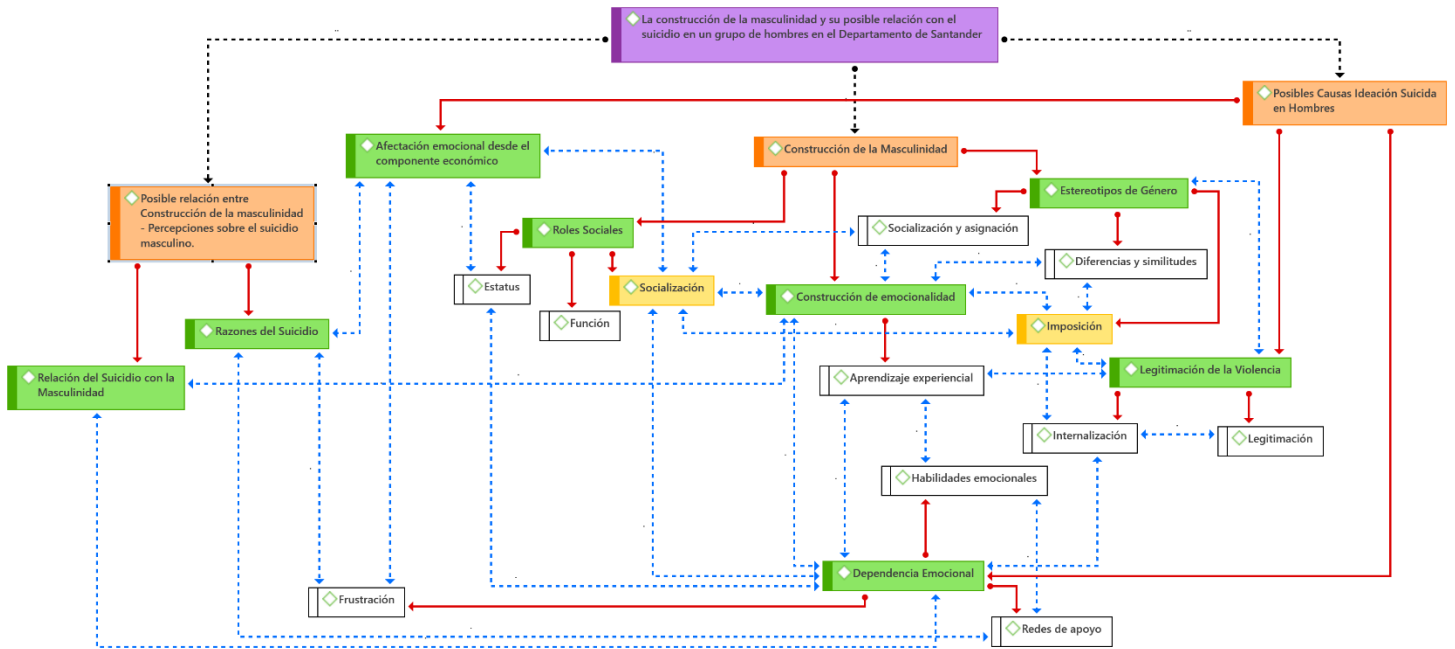 La construcción de la masculinidad y su posible relación con el
suicidio en un grupo de hombres en el Departamento de Santander
Posibles Causas Ideación Suicida
en Hombres
Afectación emocional desde el
componente económico
Construcción de la Masculinidad
Posible relación entre
Construcción de la masculinidad
- Percepciones sobre el suicidio
masculino.
Estereotipos de Género
Roles Sociales
Socialización y asignación
Diferencias y similitudes
Estatus
Socialización
Construcción de emocionalidad
Función
Razones del Suicidio
Imposición
Relación del Suicidio con la
Masculinidad
Aprendizaje experiencial
Legitimación de la Violencia
Internalización
Legitimación
Habilidades emocionales
Dependencia Emocional
Frustración
Redes de apoyo